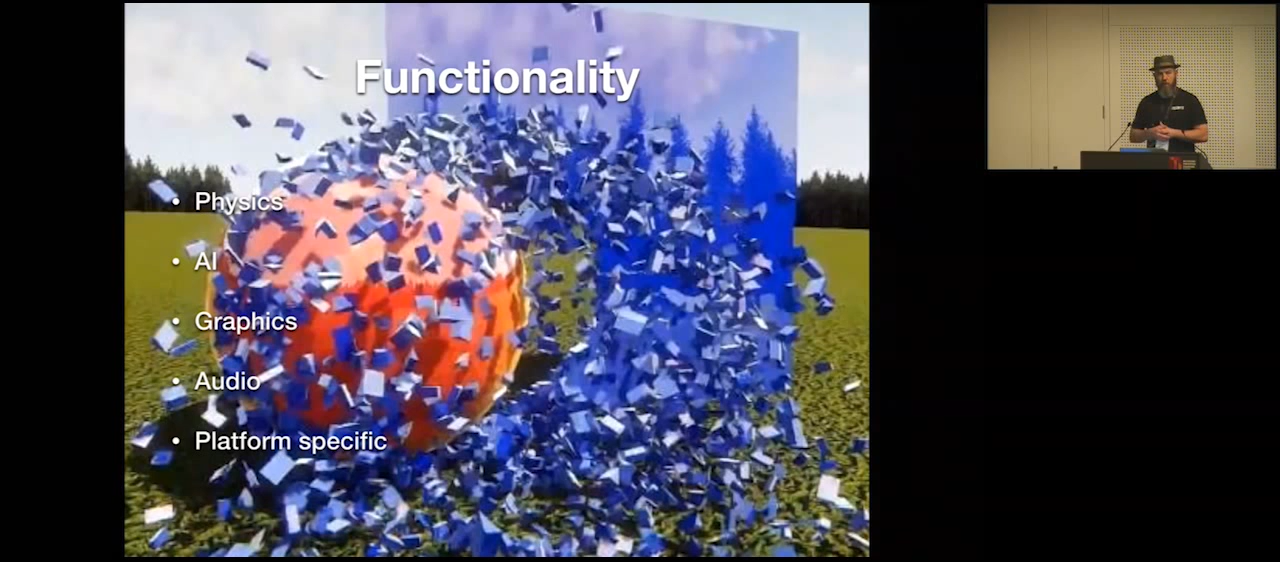 Functionality
• Physics
• AI
• Graphics
• Audio
• Platform specific